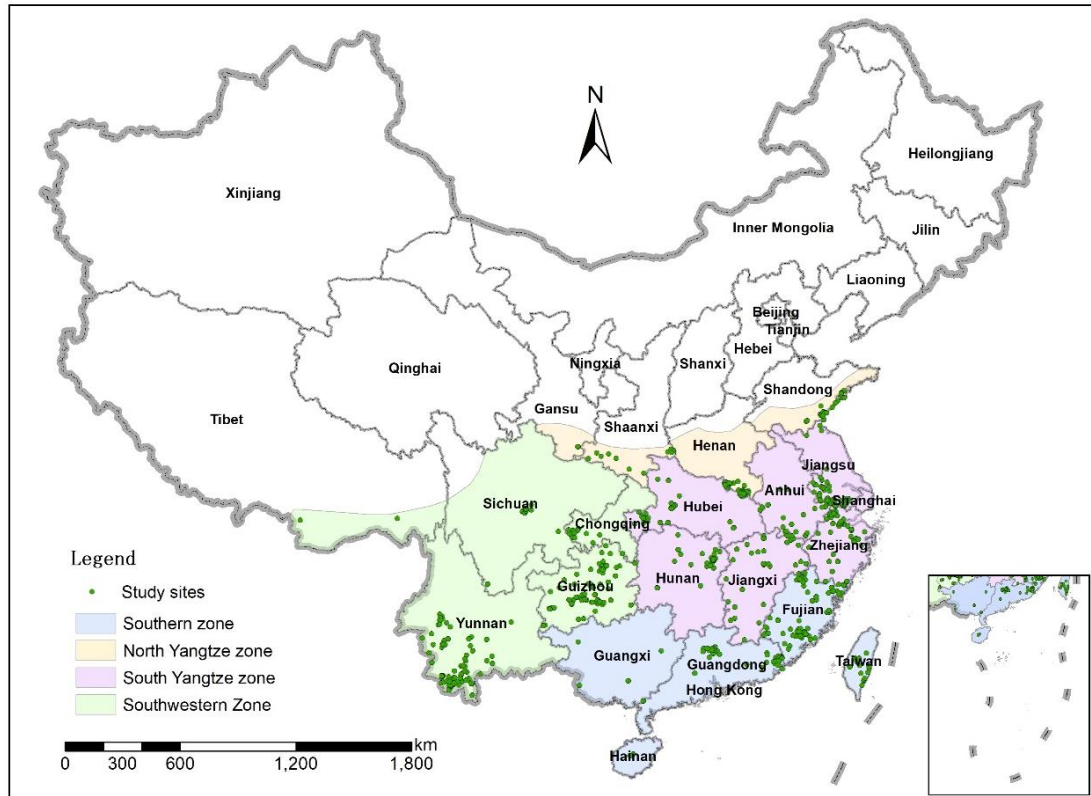 N
Heilongjiang
Xinjiang
Inner Mongolia
Jilin
Liaoning
Beijing
Tianjin
Hebei
Ningxia
Shanxi
Qinghai
Shandong
Gansu
Tibet
Shaanxi
Henan
Jiangsu
Anhui
Shanghai
Sichuan
Hubei
Chongqing
Zhejiang
Hunan
Jiangxi
Guizhou
Fujian
Yunnan
Guangxi
Guangdong
Taiwan
Hong Kong
Hainan
Legend
Study sites
Southern zone
North Yangtze zone
South Yangtze zone
Southwestern Zone
km
0 300 600 1,200 1,800